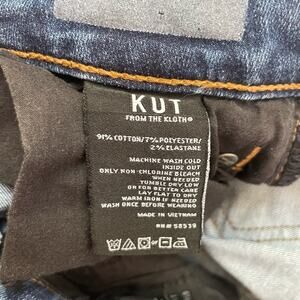 KUT
FROM THE KLOTH®
91% COTTON/7% POLYESTER/
2% ELASTANE
MACHINE WASH COLD
INSIDE OUT
ONLY NON-CHLORINE BLEACH
WHEN NEEDED
TUMBLE DRY LOW
OR FOR BETTER CARE
LAY FLAT TO DRY
WARM IRON IF NEEDED
WASH ONCE BEFORE WEARING
MADE IN VIETNAM
RN# 58539